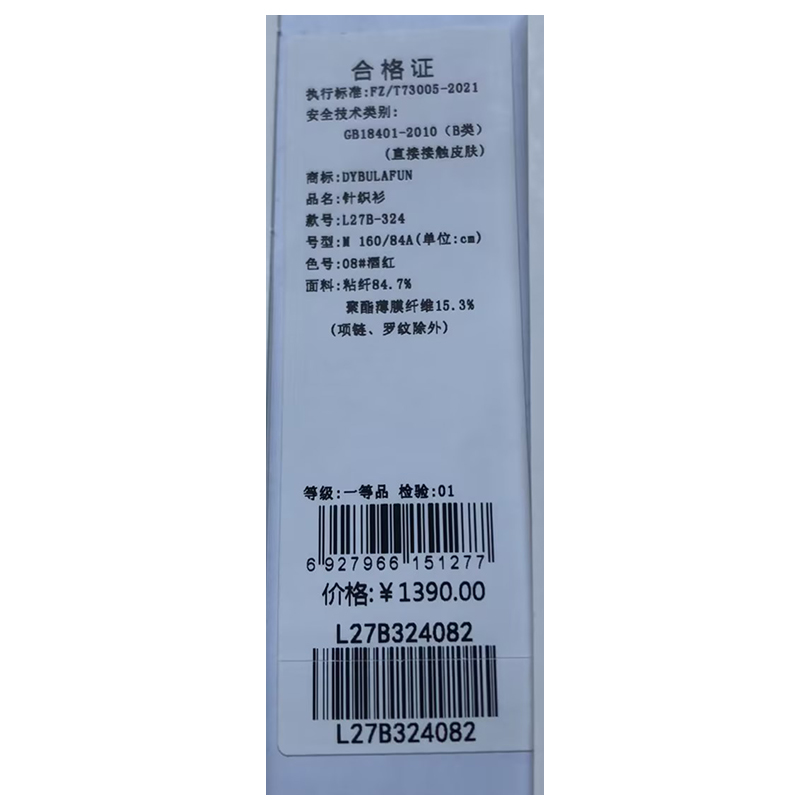 合格证
执行标准:FZ/T73005-2021
安全技术类别:
GB18401-2010（B类）
(直接接触皮肤)
商标:DYBULAFUN
品名:针织衫
款号:L27B-324
号型:M 160/84A(单位:cm)
色号:08#酒红
面料:粘纤84.7%
聚酯薄膜纤维15.3%
(项链、罗纹除外)
等级:一等品 检验:01
6 927966 151277
价格:￥1390.00
L27B324082
L27B324082